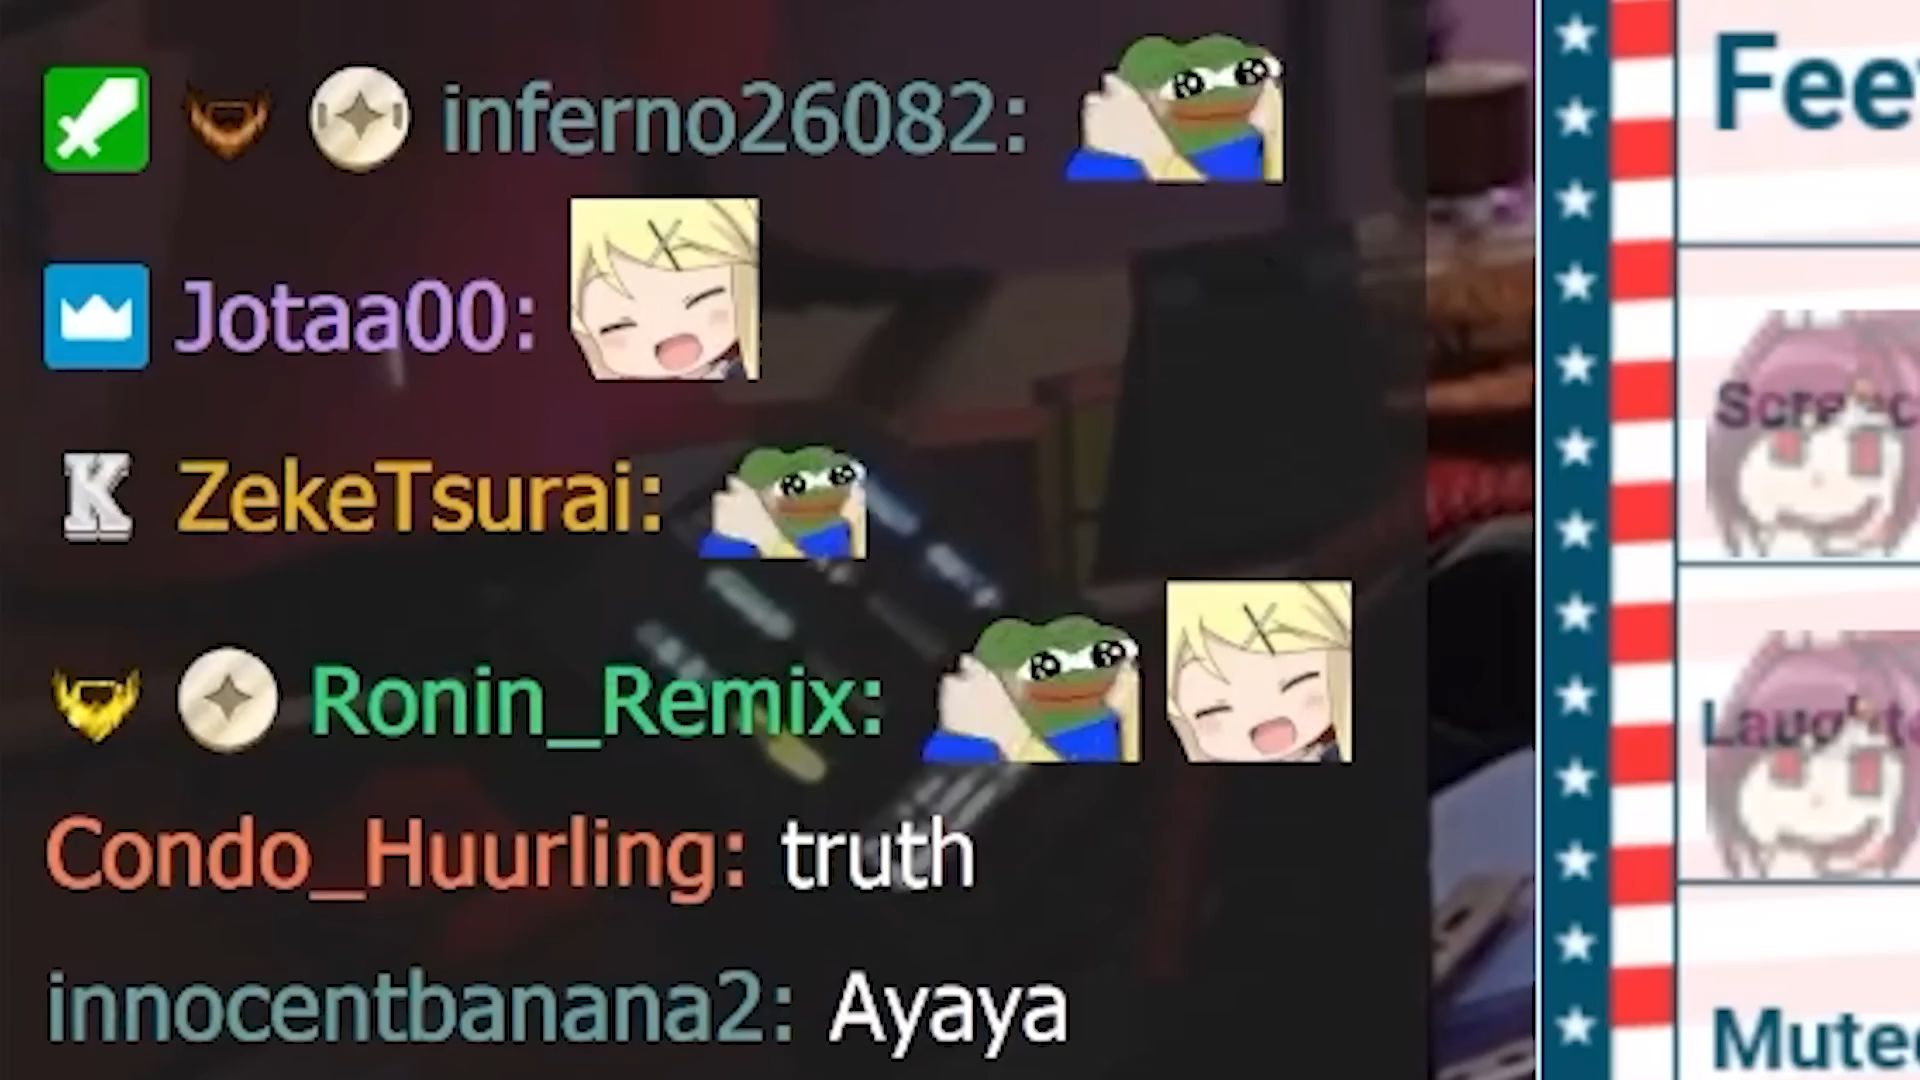 inferno26082:
Jotaa00:
K ZekeTsurai:
Ronin_Remix:
Condo_Huurling: truth
innocentbanana2: Ayaya
Fee
Mute